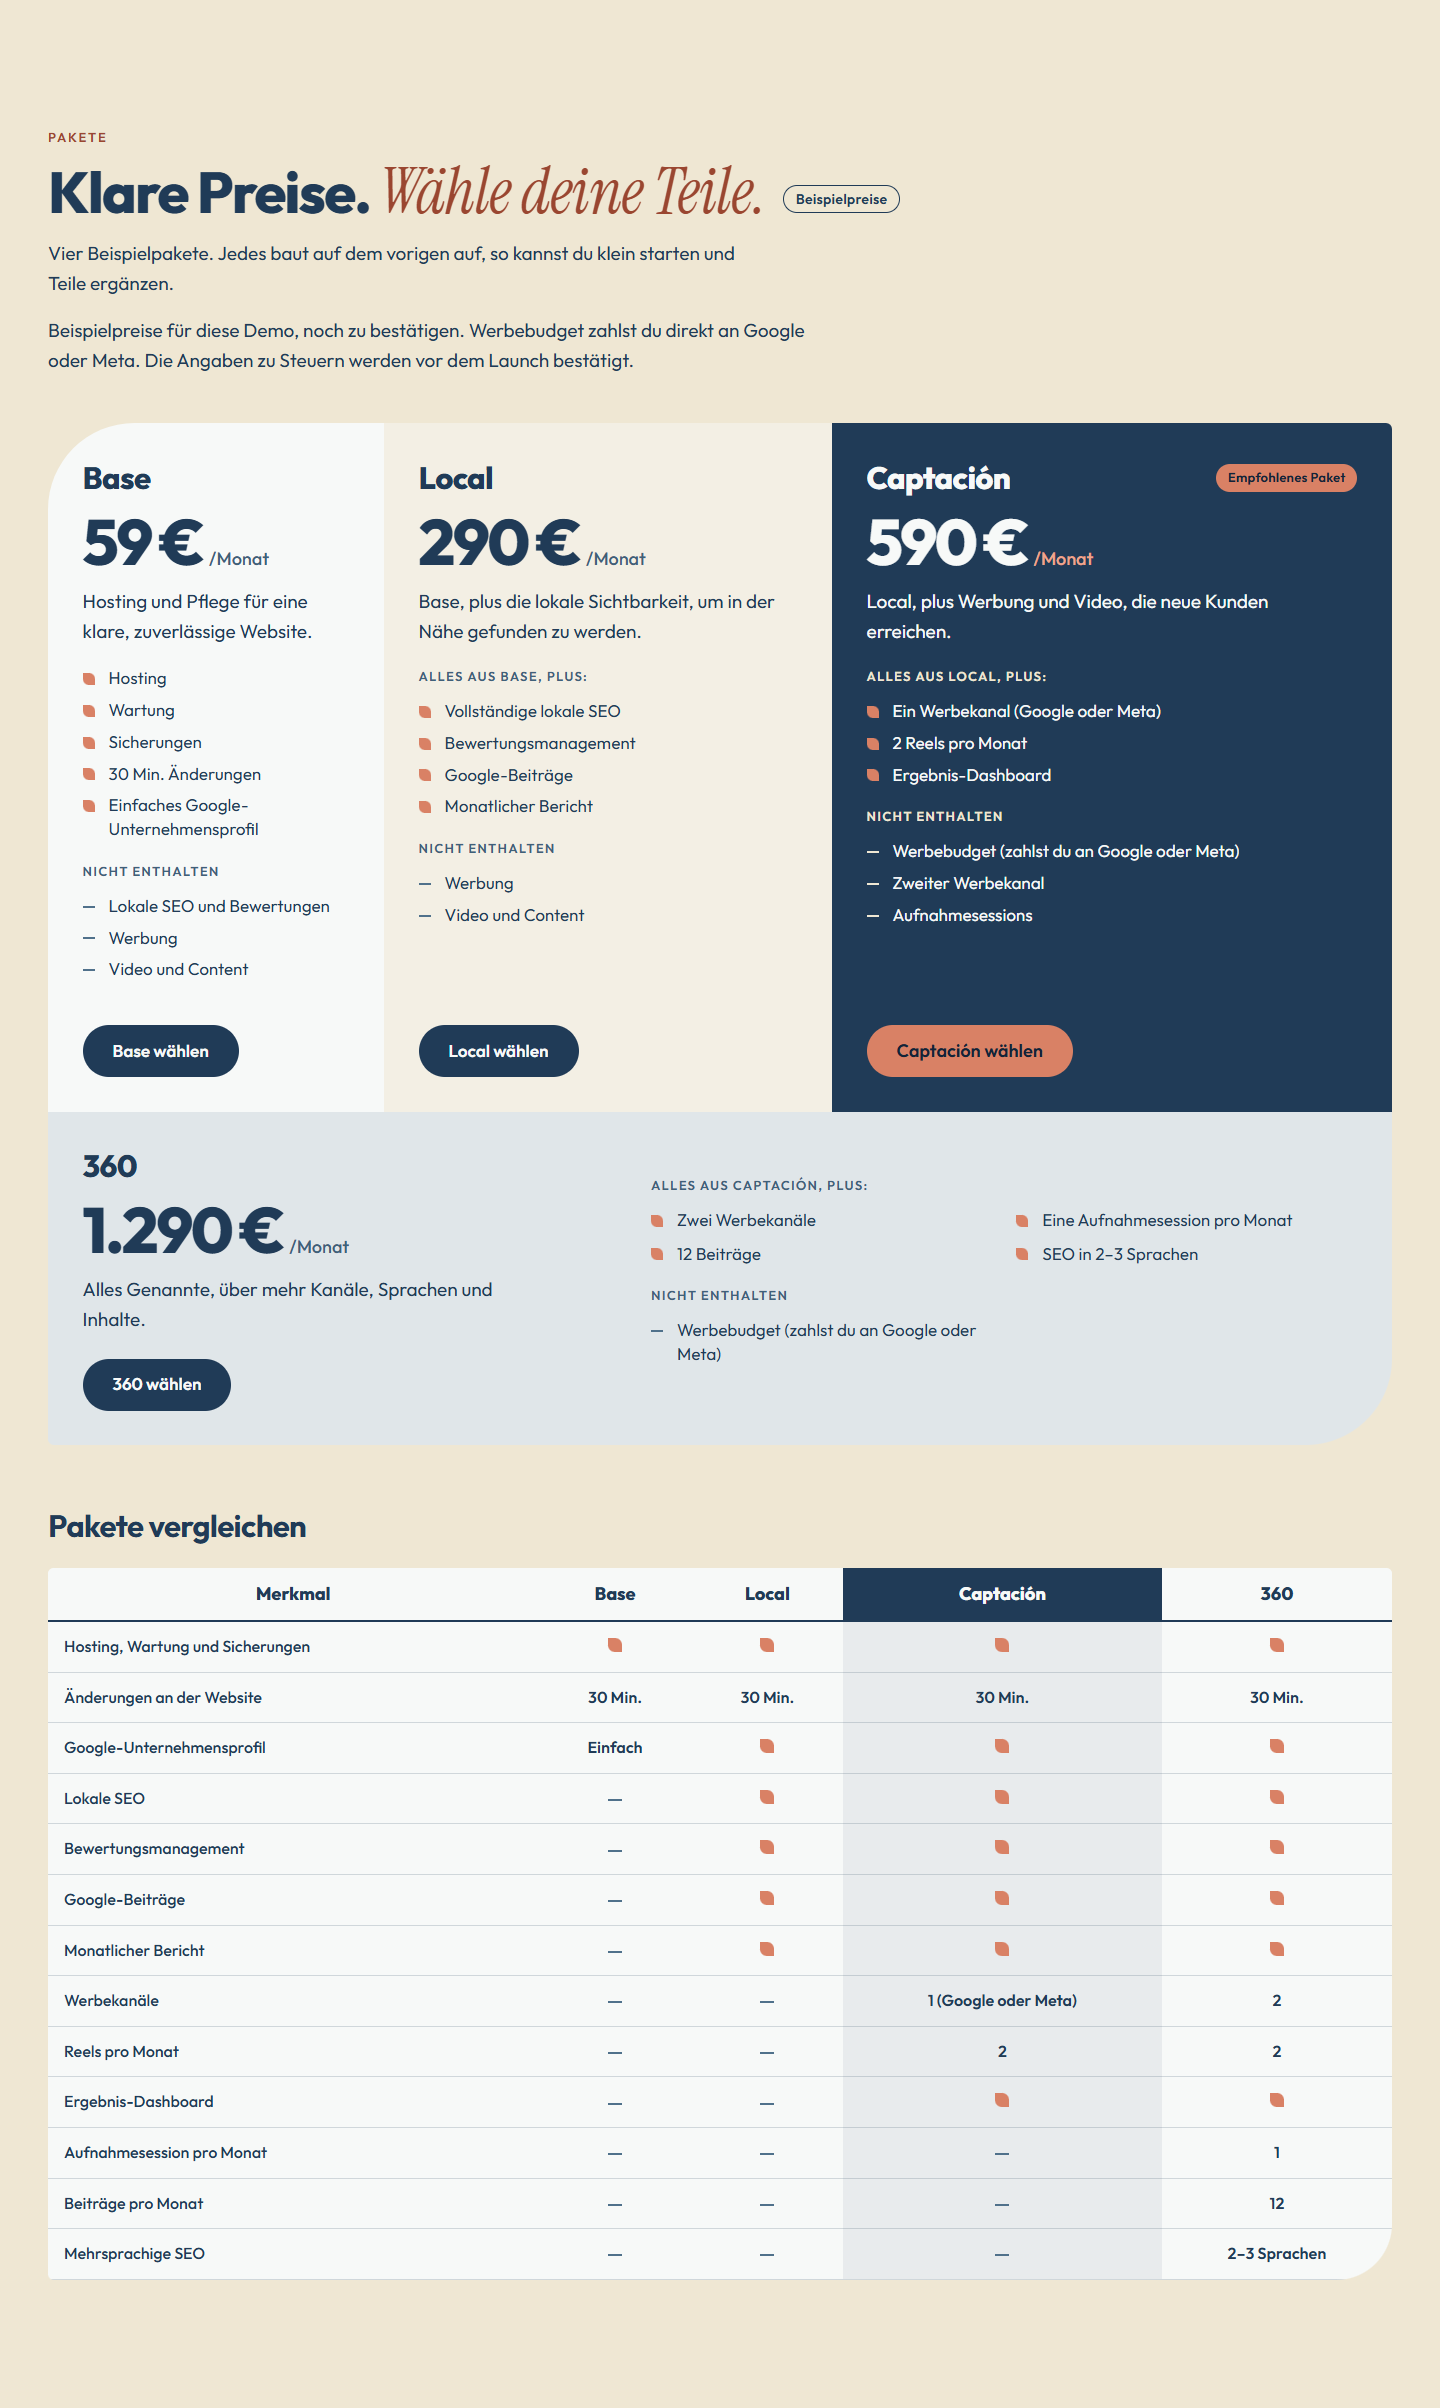 PAKETE
Klare Preise. Wähle deine Teile. Beispielpreise
Vier Beispielpakete. Jedes baut auf dem vorigen auf, so kannst du klein starten und
Teile ergänzen.
Beispielpreise für diese Demo, noch zu bestätigen. Werbebudget zahlst du direkt an Google
oder Meta. Die Angaben zu Steuern werden vor dem Launch bestätigt.
Base
59 € /Monat
Hosting und Pflege für eine
klare, zuverlässige Website.
Hosting
Wartung
Sicherungen
30 Min. Änderungen
Einfaches Google-
Unternehmensprofil
NICHT ENTHALTEN
— Lokale SEO und Bewertungen
— Werbung
— Video und Content
Base wählen
Local
290 € /Monat
Base, plus die lokale Sichtbarkeit, um in der
Nähe gefunden zu werden.
ALLES AUS BASE, PLUS:
Vollständige lokale SEO
Bewertungsmanagement
Google-Beiträge
Monatlicher Bericht
NICHT ENTHALTEN
— Werbung
— Video und Content
Local wählen
Captación
Empfohlenes Paket
590 € /Monat
Local, plus Werbung und Video, die neue Kunden
erreichen.
ALLES AUS LOCAL, PLUS:
Ein Werbekanal (Google oder Meta)
2 Reels pro Monat
Ergebnis-Dashboard
NICHT ENTHALTEN
— Werbebudget (zahlst du an Google oder Meta)
— Zweiter Werbekanal
— Aufnahmesessions
Captación wählen
360
1.290 € /Monat
Alles Genannte, über mehr Kanäle, Sprachen und
Inhalte.
360 wählen
ALLES AUS CAPTACIÓN, PLUS:
Zwei Werbekanäle
Eine Aufnahmesession pro Monat
12 Beiträge
SEO in 2–3 Sprachen
NICHT ENTHALTEN
— Werbebudget (zahlst du an Google oder
Meta)
Pakete vergleichen
Merkmal Base Local Captación 360
Hosting, Wartung und Sicherungen
Änderungen an der Website 30 Min. 30 Min. 30 Min. 30 Min.
Google-Unternehmensprofil Einfach
Lokale SEO —
Bewertungsmanagement —
Google-Beiträge —
Monatlicher Bericht —
Werbekanäle — — 1 (Google oder Meta) 2
Reels pro Monat — — 2 2
Ergebnis-Dashboard — —
Aufnahmesession pro Monat — — — 1
Beiträge pro Monat — — — 12
Mehrsprachige SEO — — — 2–3 Sprachen